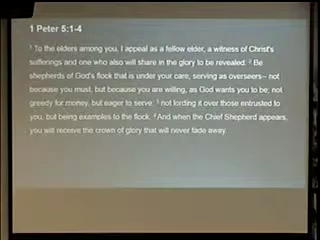 1 Peter 5:1-4
1 To the elders among you, I appeal as a fellow elder, a witness of Christ's
sufferings and one who also will share in the glory to be revealed: 2 Be
shepherds of God's flock that is under your care, serving as overseers-- not
because you must, but because you are willing, as God wants you to be; not
greedy for money, but eager to serve; 3 not lording it over those entrusted to
you, but being examples to the flock. 4 And when the Chief Shepherd appears,
you will receive the crown of glory that will never fade away.